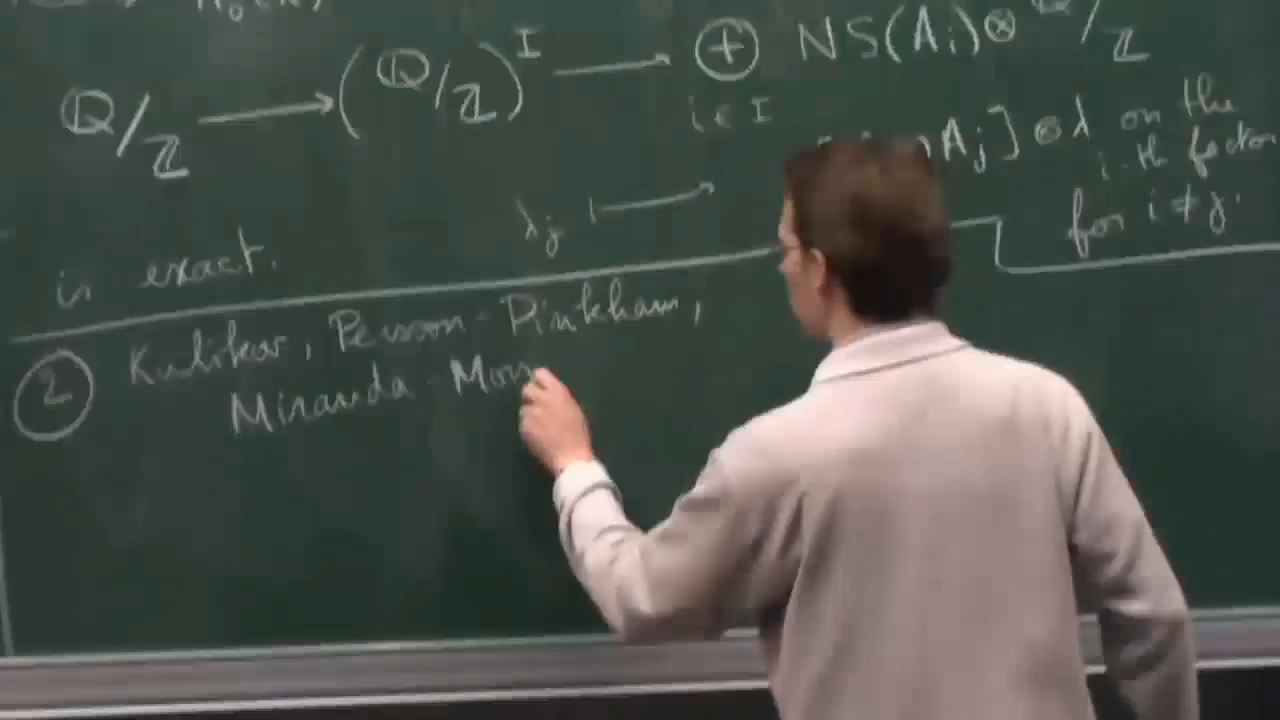 ℚ/ℤ → (ℚ/ℤ)^I → ⊕_{i∈I} NS(A_i) ⊗ ℚ/ℤ
λ_j ↦ A_j] ⊗ λ on the
i-th factor
for i ≠ j.
is exact.
② Kulikov, Persson - Pinkham,
Miranda - Mor